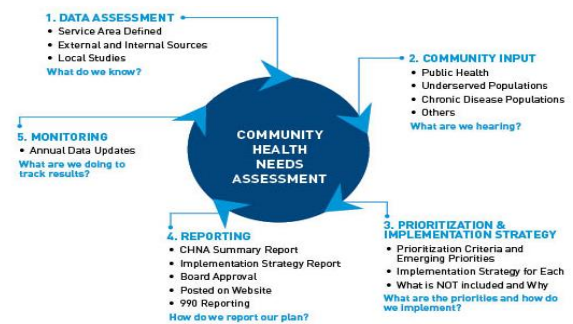 1. DATA ASSESSMENT
• Service Area Defined
• External and Internal Sources
• Local Studies
What do we know?
2. COMMUNITY INPUT
• Public Health
• Underserved Populations
• Chronic Disease Populations
• Others
What are we hearing?
COMMUNITY
HEALTH
NEEDS
ASSESSMENT
3. PRIORITIZATION &
IMPLEMENTATION STRATEGY
• Prioritization Criteria and
Emerging Priorities
• Implementation Strategy for Each
• What is NOT included and Why
What are the priorities and how do
we implement?
4. REPORTING
• CHNA Summary Report
• Implementation Strategy Report
• Board Approval
• Posted on Website
• 990 Reporting
How do we report our plan?
5. MONITORING
• Annual Data Updates
What are we doing to
track results?